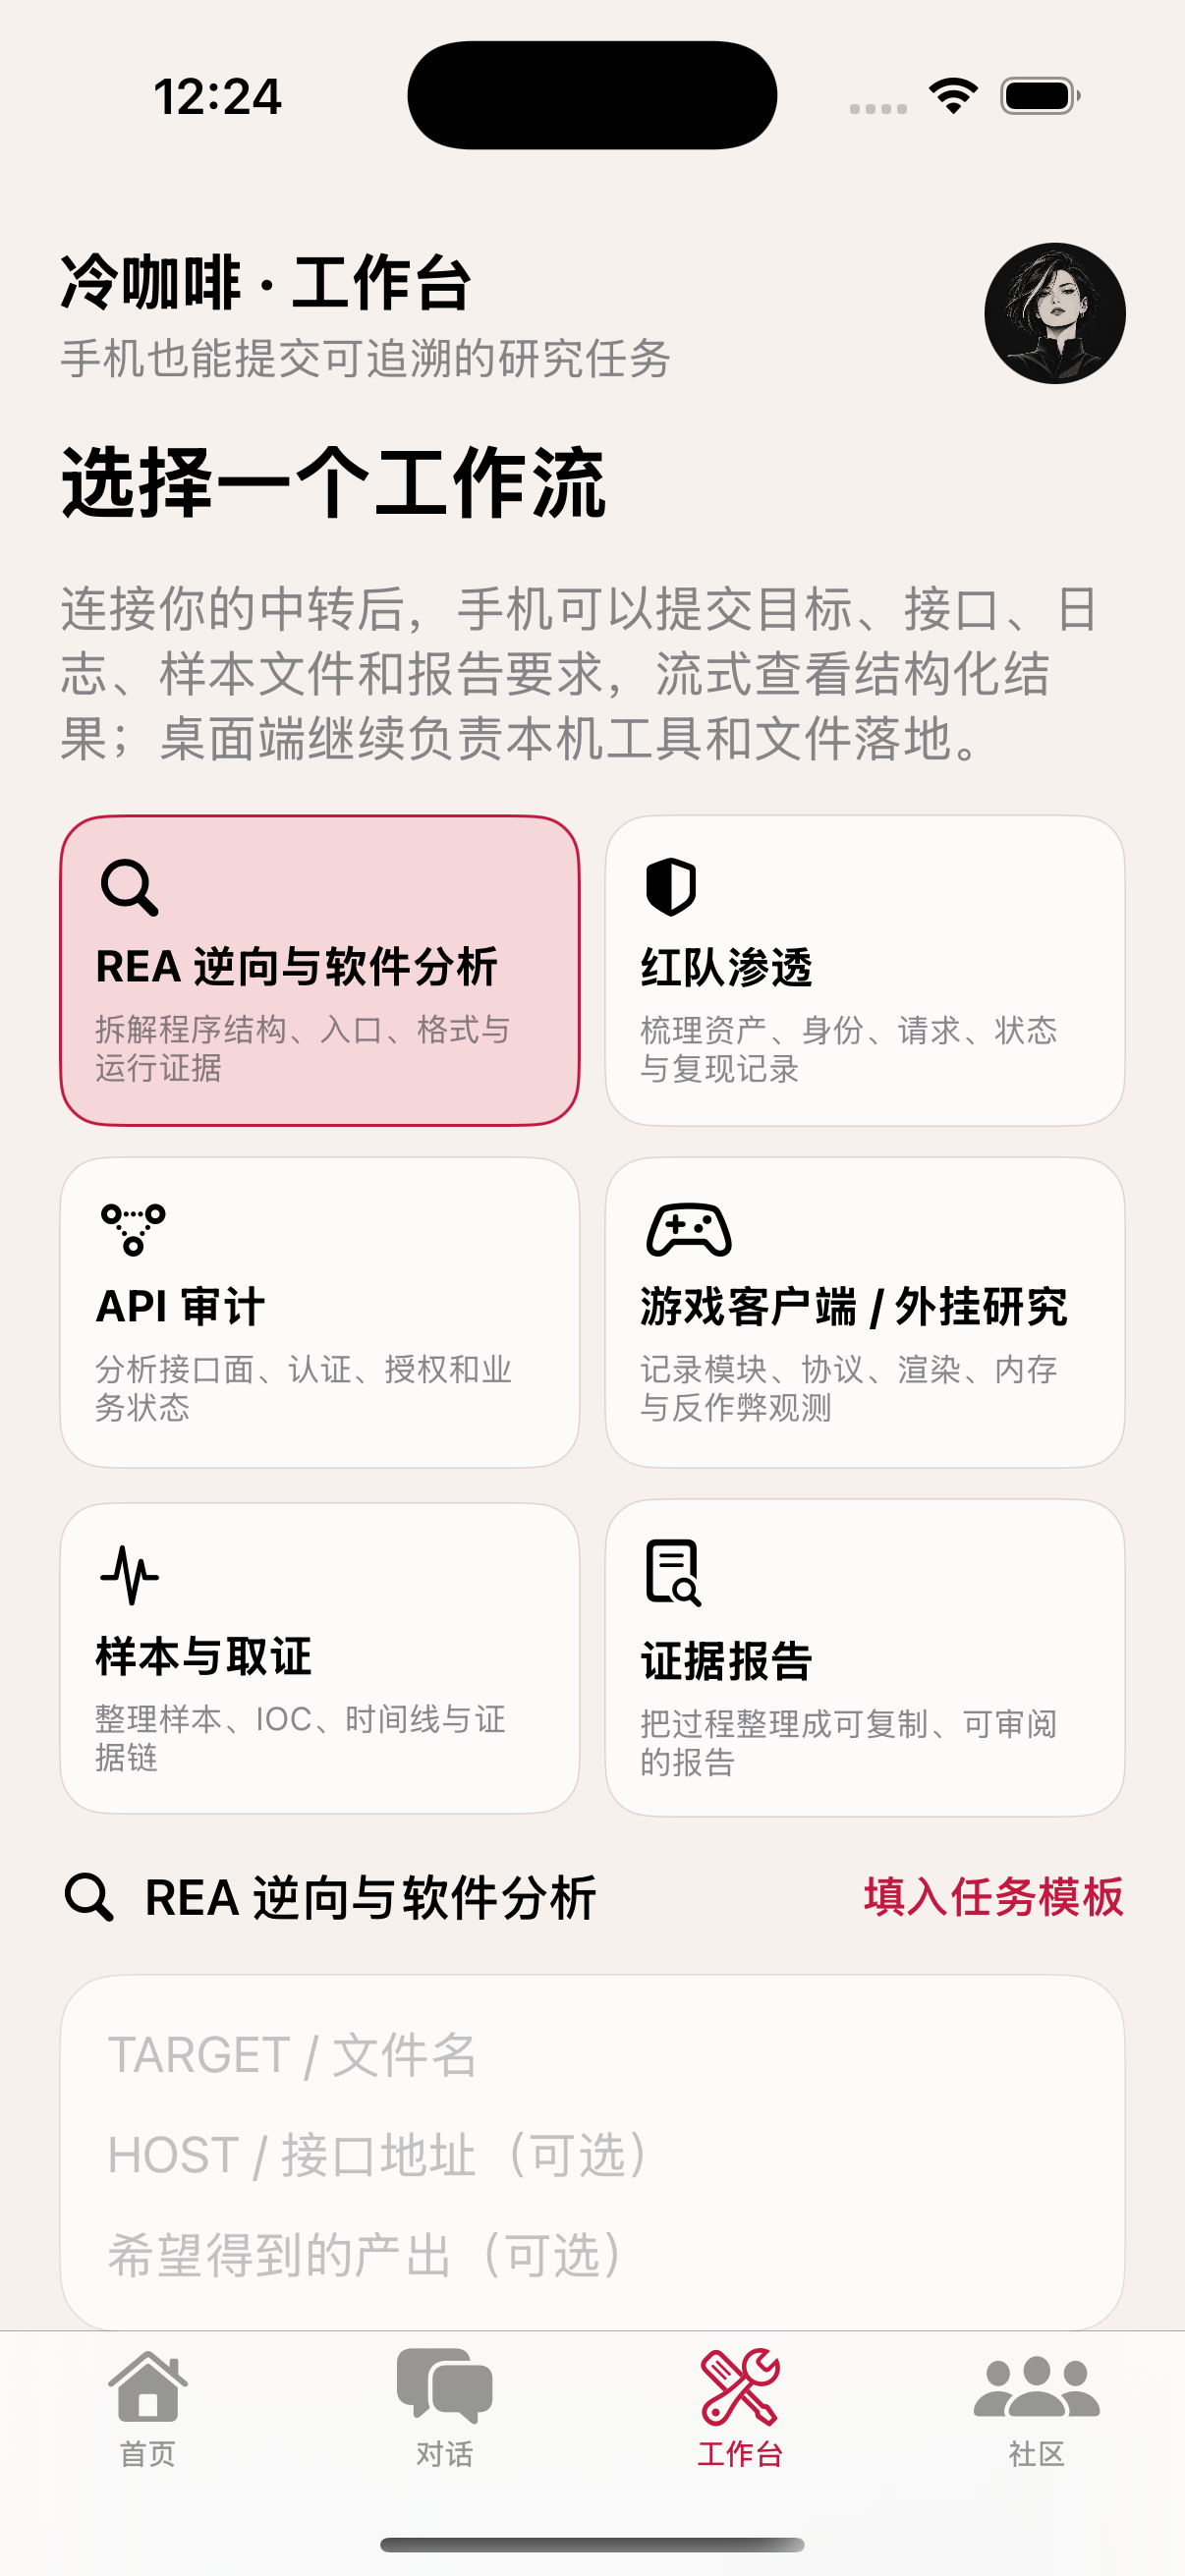 12:24
冷咖啡 · 工作台
手机也能提交可追溯的研究任务
选择一个工作流
连接你的中转后，手机可以提交目标、接口、日
志、样本文件和报告要求，流式查看结构化结
果；桌面端继续负责本机工具和文件落地。
REA 逆向与软件分析
拆解程序结构、入口、格式与
运行证据
红队渗透
梳理资产、身份、请求、状态
与复现记录
API 审计
分析接口面、认证、授权和业
务状态
游戏客户端 / 外挂研究
记录模块、协议、渲染、内存
与反作弊观测
样本与取证
整理样本、IOC、时间线与证
据链
证据报告
把过程整理成可复制、可审阅
的报告
REA 逆向与软件分析
填入任务模板
TARGET / 文件名
HOST / 接口地址（可选）
希望得到的产出（可选）
首页
对话
工作台
社区